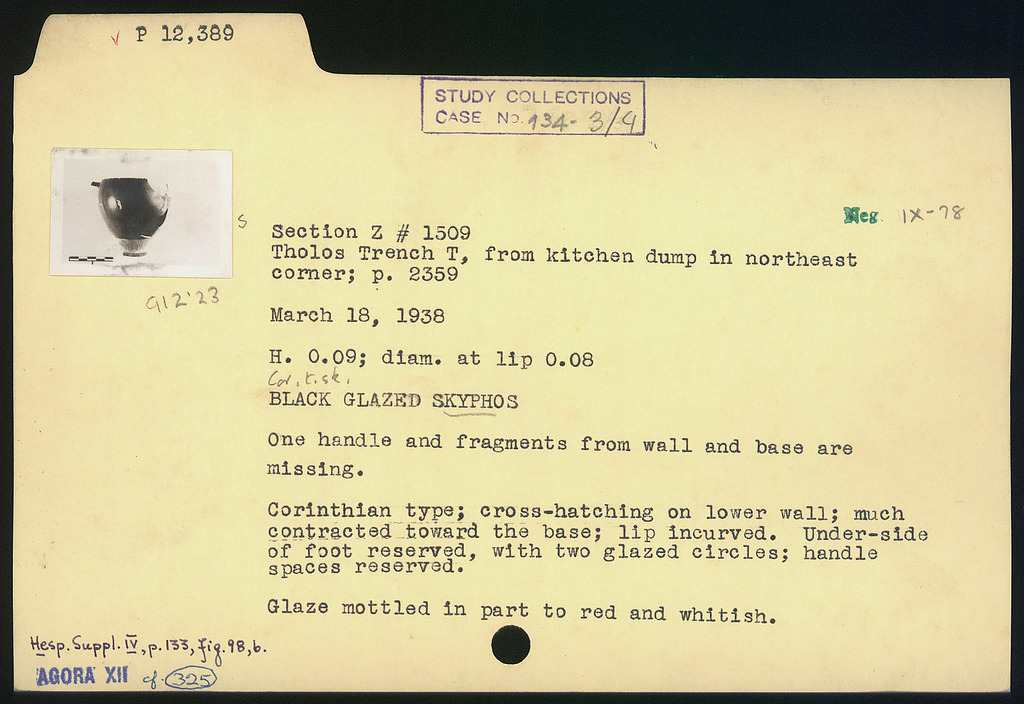 P 12,389
STUDY COLLECTIONS
CASE No. 134- 3/4
Neg IX-78
S
G12'23
Section Z # 1509
Tholos Trench T, from kitchen dump in northeast
corner; p. 2359
March 18, 1938
H. 0.09; diam. at lip 0.08
Cor. t. sk.
BLACK GLAZED SKYPHOS
One handle and fragments from wall and base are
missing.
Corinthian type; cross-hatching on lower wall; much
contracted toward the base; lip incurved. Under-side
of foot reserved, with two glazed circles; handle
spaces reserved.
Glaze mottled in part to red and whitish.
Hesp. Suppl. IV, p. 133, fig. 98, b.
AGORA XII cf. 325